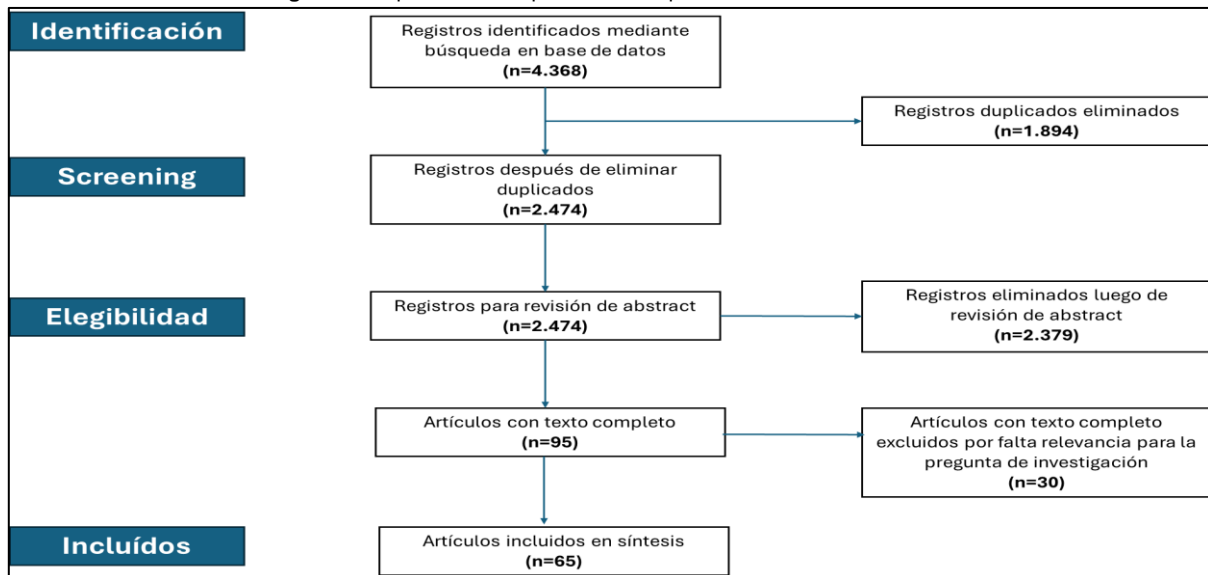 Identificación
Registros identificados mediante
búsqueda en base de datos
(n=4.368)
Registros duplicados eliminados
(n=1.894)
Screening
Registros después de eliminar
duplicados
(n=2.474)
Elegibilidad
Registros para revisión de abstract
(n=2.474)
Registros eliminados luego de
revisión de abstract
(n=2.379)
Artículos con texto completo
(n=95)
Artículos con texto completo
excluidos por falta relevancia para la
pregunta de investigación
(n=30)
Incluídos
Artículos incluidos en síntesis
(n=65)